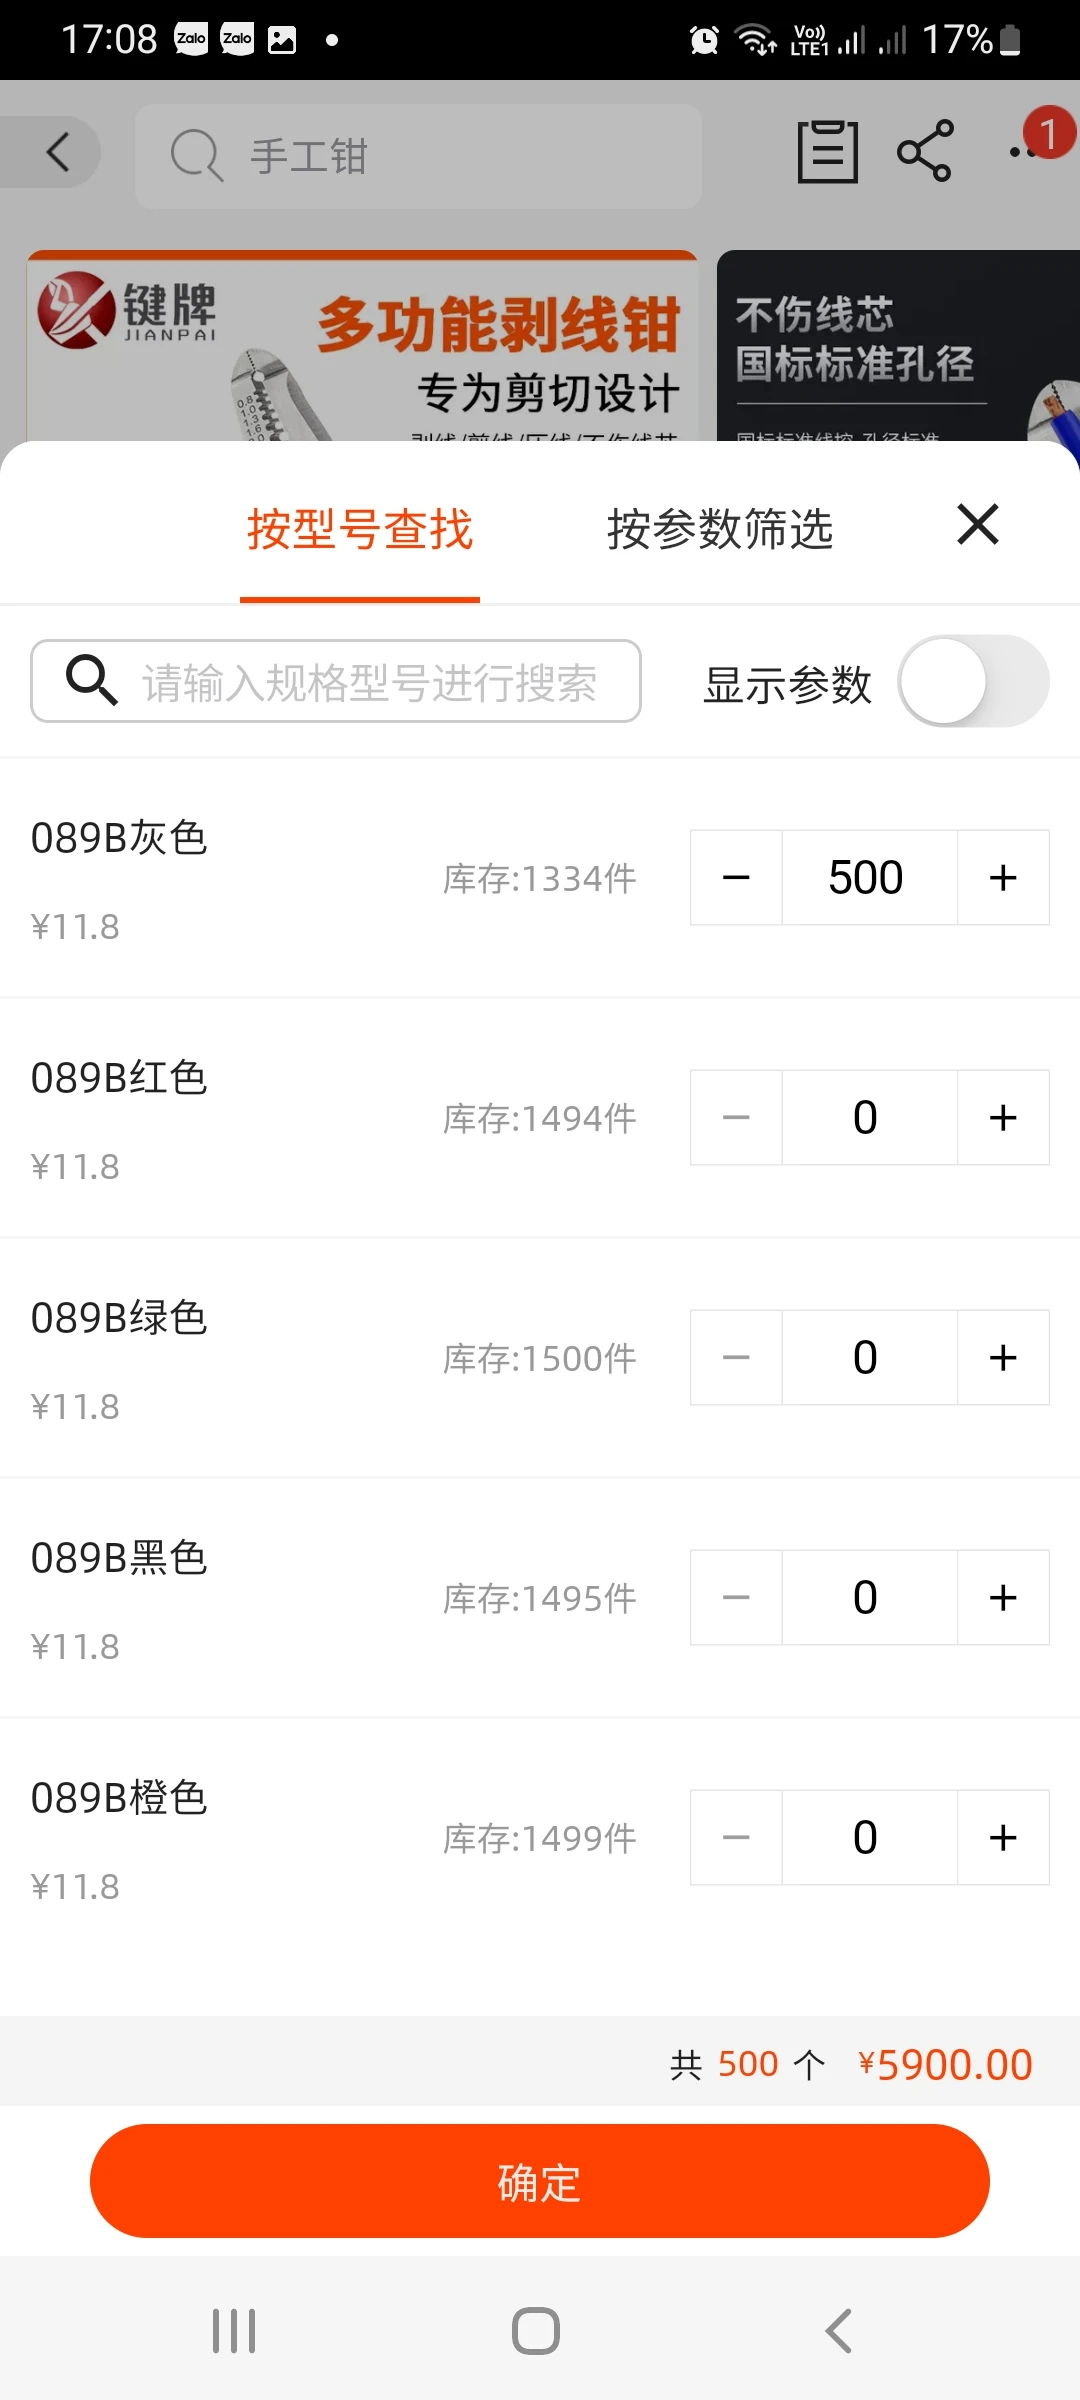 17:08
Zalo
Zalo
Vo)) LTE1
17%
手工钳
1
键牌
JIANPAI
多功能剥线钳
专为剪切设计
不伤线芯
国标标准孔径
按型号查找
按参数筛选
请输入规格型号进行搜索
显示参数
089B灰色
库存:1334件
500
¥11.8
089B红色
库存:1494件
0
¥11.8
089B绿色
库存:1500件
0
¥11.8
089B黑色
库存:1495件
0
¥11.8
089B橙色
库存:1499件
0
¥11.8
共 500 个 ¥5900.00
确定